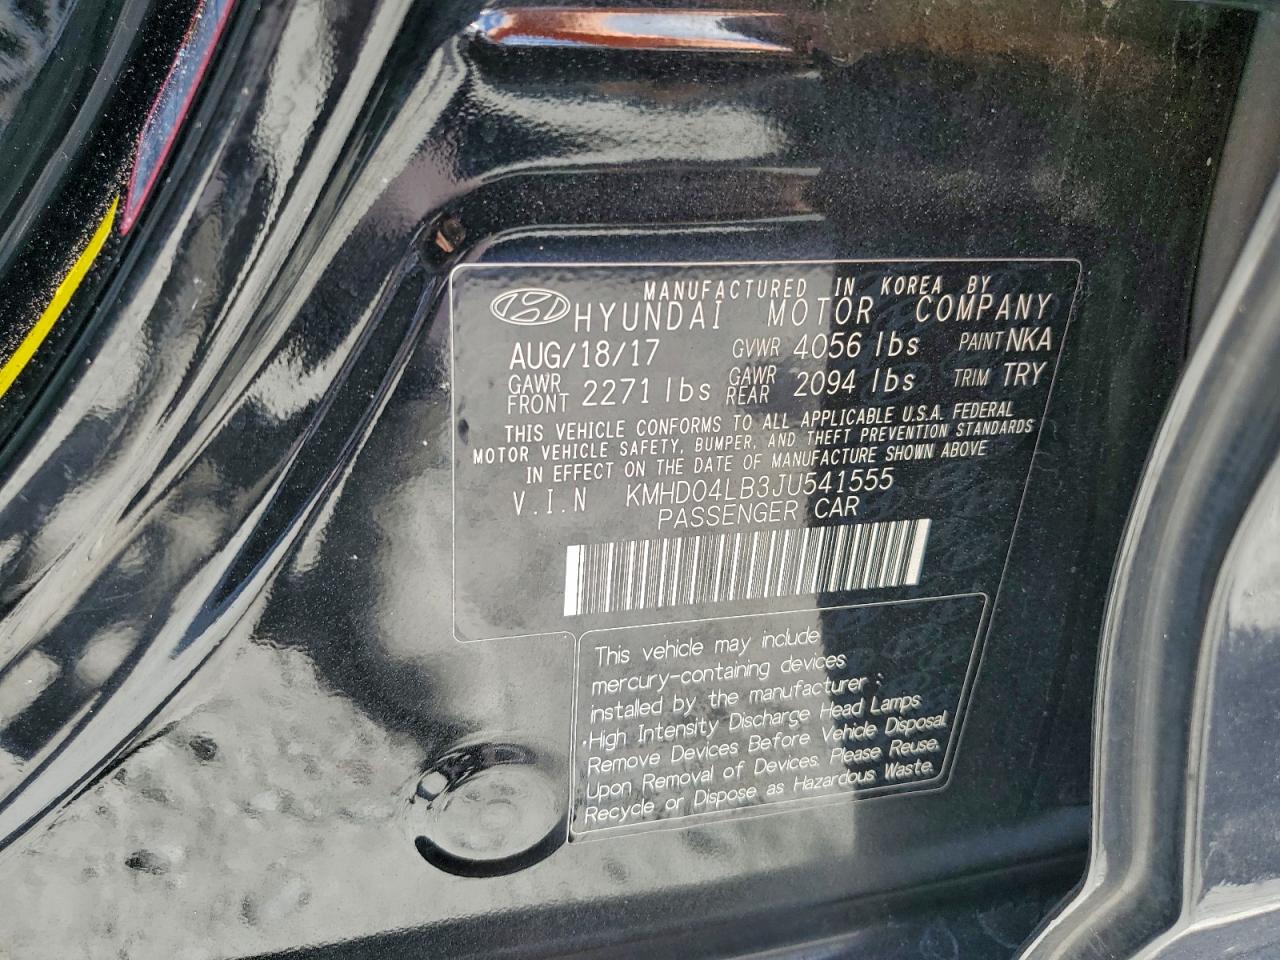 MANUFACTURED IN KOREA BY
HYUNDAI MOTOR COMPANY
AUG/18/17 GVWR 4056 lbs PAINT NKA
GAWR FRONT 2271 lbs GAWR REAR 2094 lbs TRIM TRY
THIS VEHICLE CONFORMS TO ALL APPLICABLE U.S.A. FEDERAL
MOTOR VEHICLE SAFETY, BUMPER, AND THEFT PREVENTION STANDARDS
IN EFFECT ON THE DATE OF MANUFACTURE SHOWN ABOVE
V.I.N KMHD04LB3JU541555
PASSENGER CAR
This vehicle may include
mercury-containing devices
installed by the manufacturer :
·High Intensity Discharge Head Lamps
Remove Devices Before Vehicle Disposal.
Upon Removal of Devices. Please Reuse.
Recycle or Dispose as Hazardous Waste.